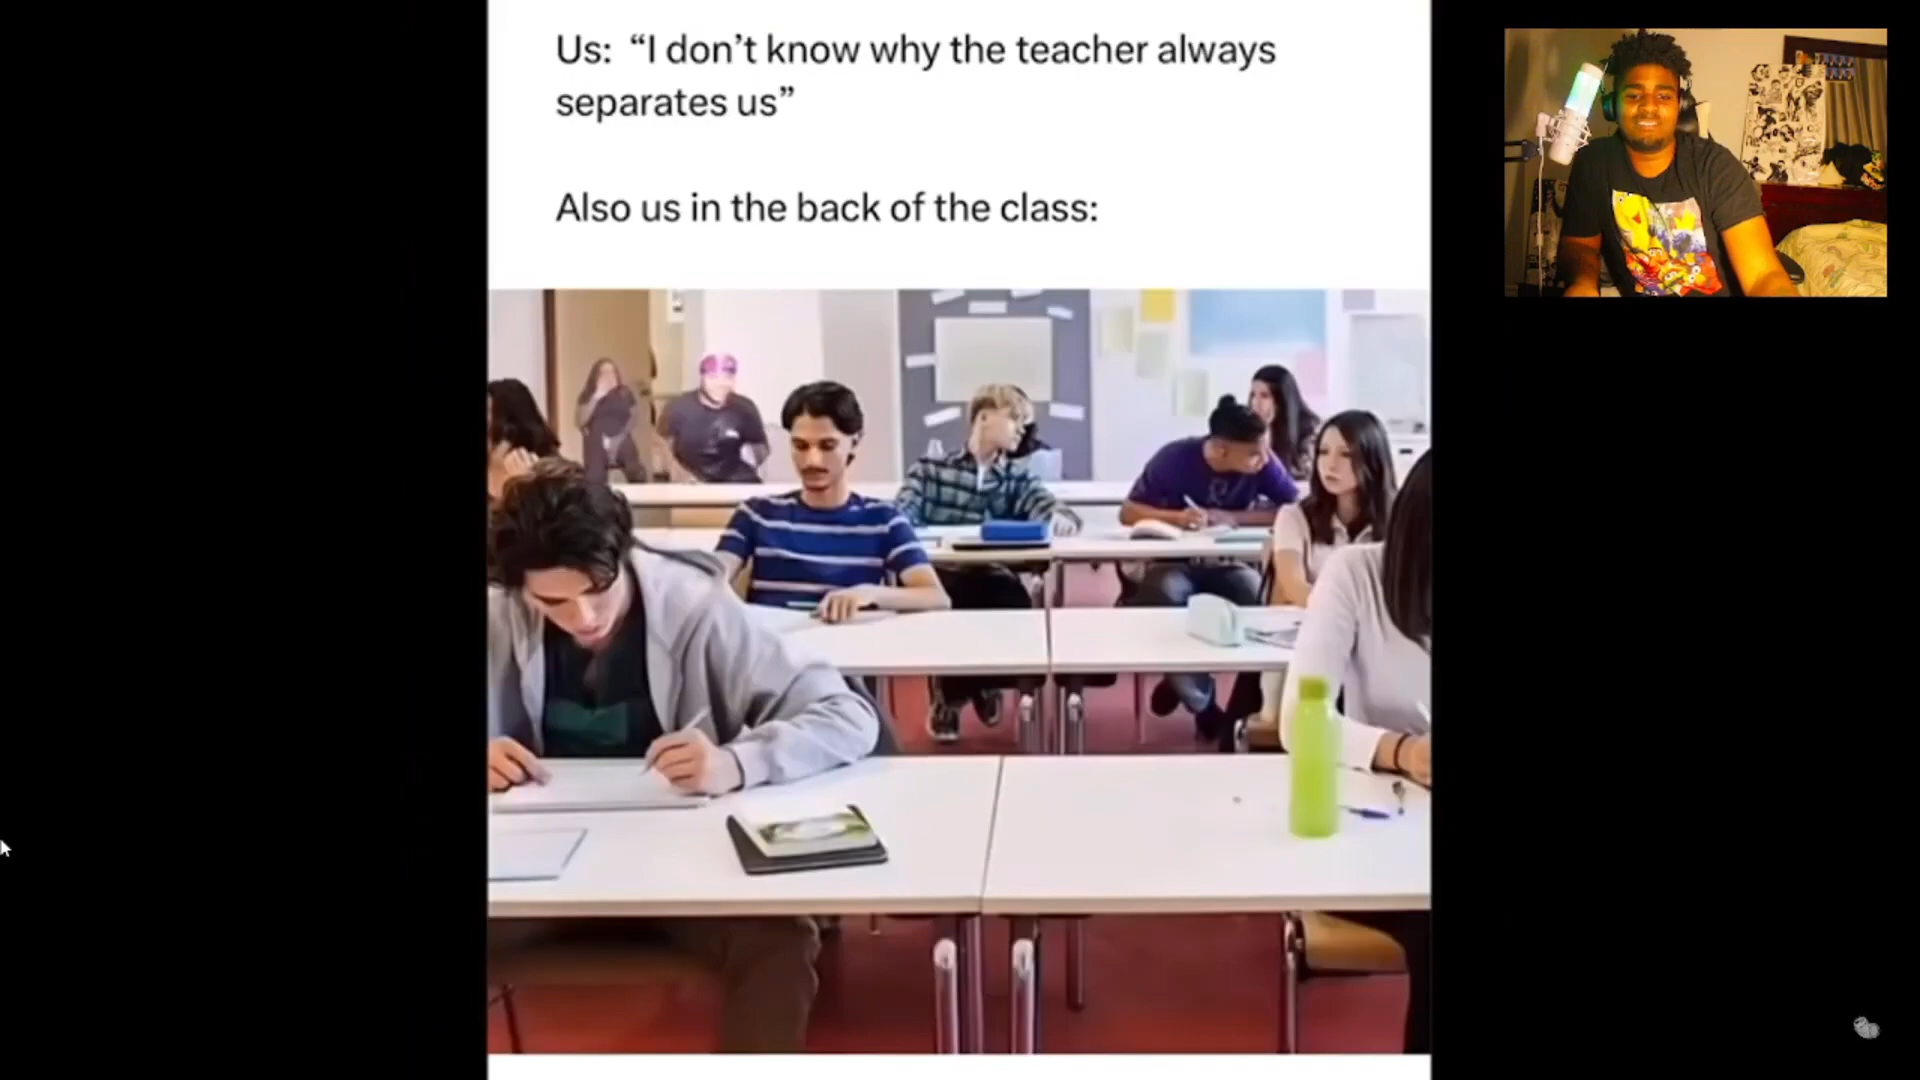 Us: “I don’t know why the teacher always
separates us”
Also us in the back of the class: